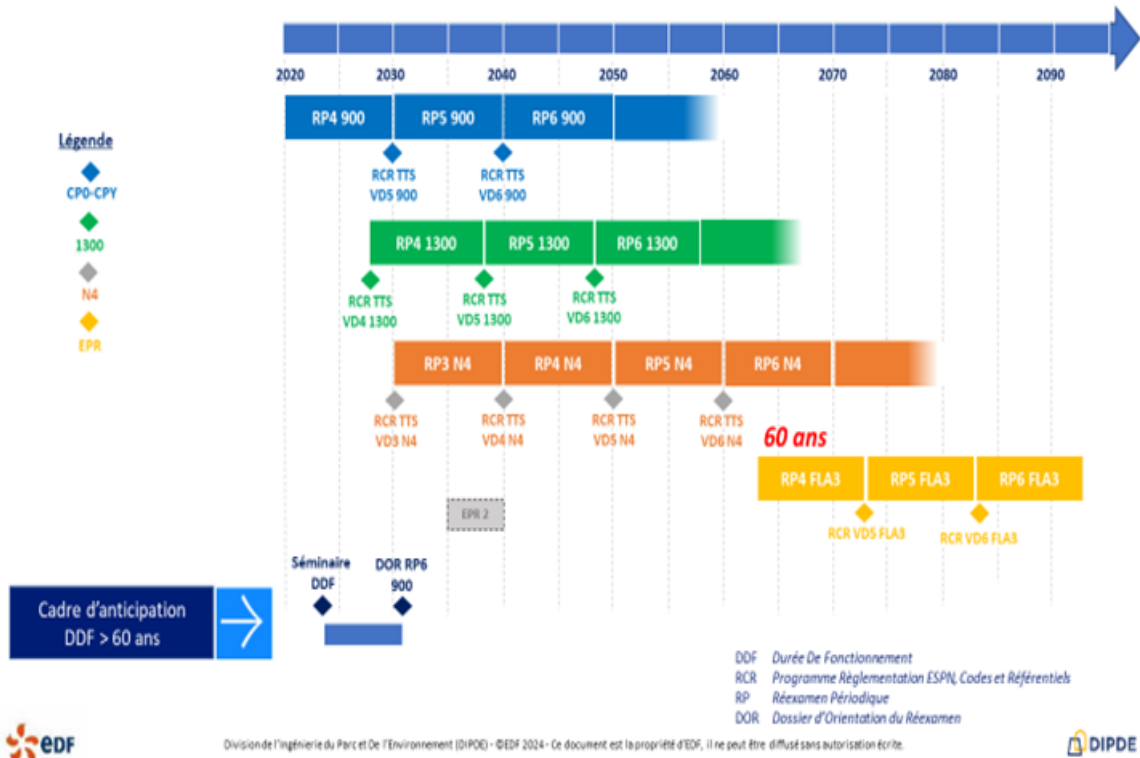 2020 2030 2040 2050 2060 2070 2080 2090
RP4 900 RP5 900 RP6 900
Légende
CP0-CPY
1300
N4
EPR
RCR TTS
VD5 900
RCR TTS
VD6 900
RP4 1300 RP5 1300 RP6 1300
RCR TTS
VD4 1300
RCR TTS
VD5 1300
RCR TTS
VD6 1300
RP3 N4 RP4 N4 RP5 N4 RP6 N4
RCR TTS
VD3 N4
RCR TTS
VD4 N4
RCR TTS
VD5 N4
RCR TTS
VD6 N4
60 ans
RP4 FLA3 RP5 FLA3 RP6 FLA3
RCR VD5 FLA3
RCR VD6 FLA3
EPR 2
Séminaire
DDF
DOR RP6
900
Cadre d'anticipation
DDF > 60 ans
DDF Durée De Fonctionnement
RCR Programme Règlementation ESPN, Codes et Référentiels
RP Réexamen Périodique
DOR Dossier d'Orientation du Réexamen
eDF
Division de l'Ingénierie du Parc et De l'Environnement (DIPDE) - ©EDF 2024 - Ce document est la propriété d'EDF, il ne peut être diffusé sans autorisation écrite.
DIPDE